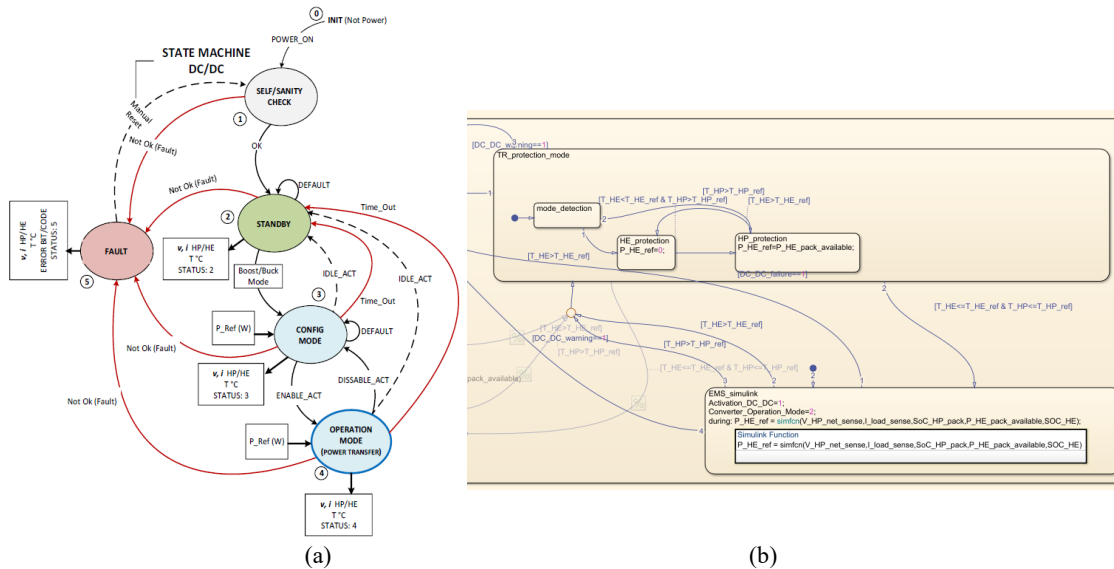 0
INIT (Not Power)
POWER_ON
STATE MACHINE
DC/DC
SELF/SANITY
CHECK
1
Manual
Reset
Not Ok (Fault)
OK
Not Ok (Fault)
DEFAULT
Time_Out
STANDBY
2
v, i HP/HE
T °C
ERROR BIT/CODE
STATUS: 5
FAULT
5
v, i HP/HE
T °C
STATUS: 2
Boost/Buck
Mode
IDLE_ACT
IDLE_ACT
3
Time_Out
P_Ref (W)
CONFIG
MODE
DEFAULT
Not Ok (Fault)
v, i HP/HE
T °C
STATUS: 3
DISSABLE_ACT
ENABLE_ACT
Not Ok (Fault)
P_Ref (W)
OPERATION
MODE
(POWER TRANSFER)
4
v, i HP/HE
T °C
STATUS: 4
(a)
3
[DC_DC_warning==1]
TR_protection_mode
1
[T_HP>T_HP_ref]
[T_HE<T_HE_ref & T_HP>T_HP_ref]
[T_HE>T_HE_ref]
mode_detection
2
1
HE_protection
P_HE_ref=0;
HP_protection
P_HE_ref=P_HE_pack_available;
[T_HE>T_HE_ref]
[DC_DC_failure==1]
2
[T_HE<=T_HE_ref & T_HP<=T_HP_ref]
[T_HE>T_HE_ref]
[T_HE>T_HE_ref]
[DC_DC_warning==1]
[T_HP>T_HP_ref]
[T_HP>T_HP_ref]
[T_HE<=T_HE_ref & T_HP<=T_HP_ref]
pack_available)
2
3
2
1
4
EMS_simulink
Activation_DC_DC=1;
Converter_Operation_Mode=2;
during: P_HE_ref = simfcn(V_HP_net_sense,I_load_sense,SoC_HP_pack,P_HE_pack_available,SOC_HE);
Simulink Function
P_HE_ref = simfcn(V_HP_net_sense,I_load_sense,SoC_HP_pack,P_HE_pack_available,SOC_HE)
(b)